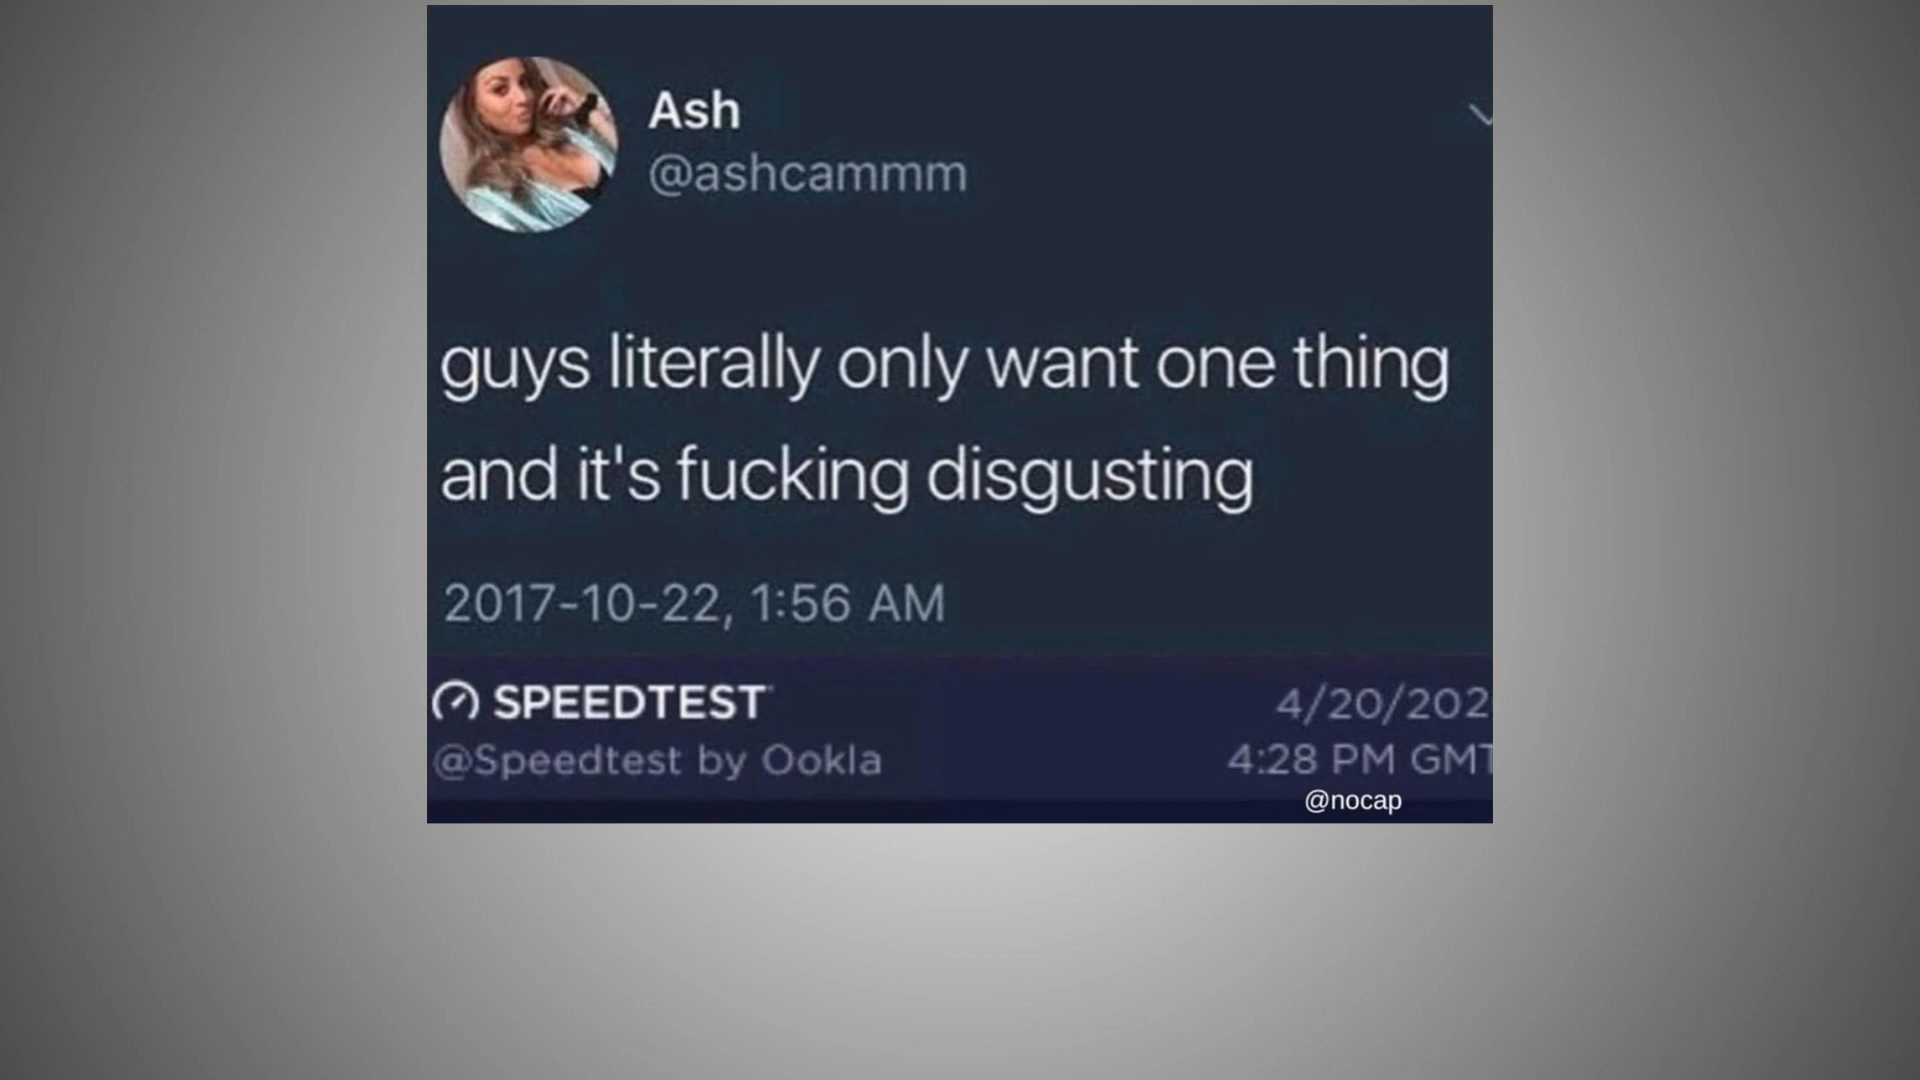 Ash
@ashcammm
guys literally only want one thing
and it's fucking disgusting
2017-10-22, 1:56 AM
SPEEDTEST
4/20/202
@Speedtest by Ookla
4:28 PM GMT
@nocap